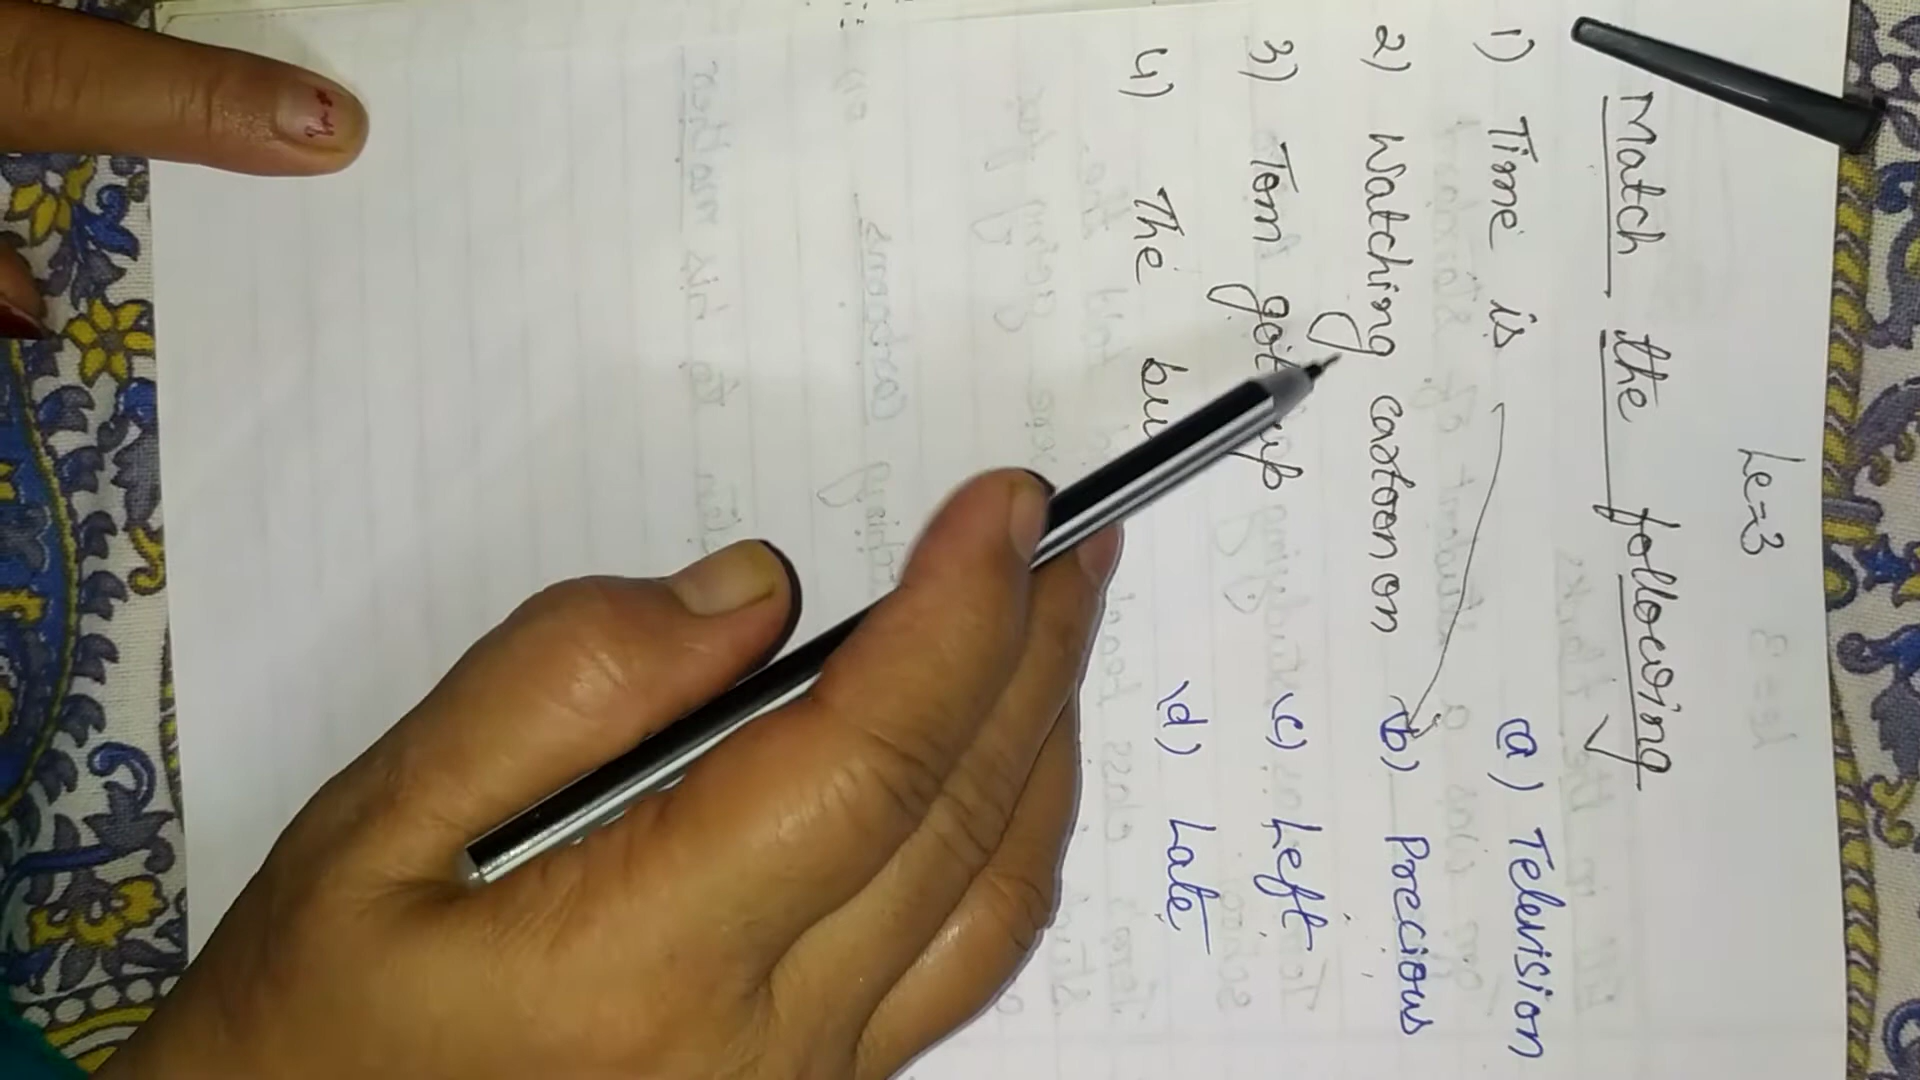 Le-3
Match the following
1) Time is a) Television
2) Watching cartoon on b) Precious
3) Tom got up c) Left
4) The d) Late